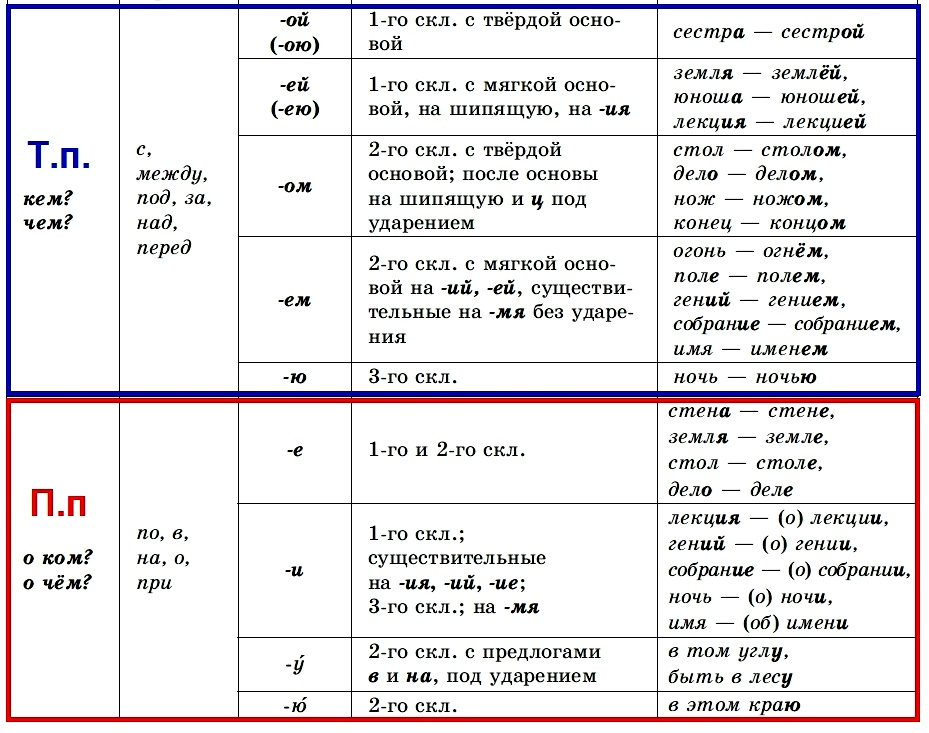 Т.п.
кем?
чем?
с,
между,
под, за,
над,
перед
-ой
(-ою)
1-го скл. с твёрдой осно-
вой
сестра — сестрой
-ей
(-ею)
1-го скл. с мягкой осно-
вой, на шипящую, на -ия
земля — землёй,
юноша — юношей,
лекция — лекцией
-ом
2-го скл. с твёрдой
основой; после основы
на шипящую и ц под
ударением
стол — столом,
дело — делом,
нож — ножом,
конец — концом
-ем
2-го скл. с мягкой осно-
вой на -ий, -ей, существи-
тельные на -мя без ударе-
ния
огонь — огнём,
поле — полем,
гений — гением,
собрание — собранием,
имя — именем
-ю
3-го скл.
ночь — ночью
П.п
о ком?
о чём?
по, в,
на, о,
при
-е
1-го и 2-го скл.
стена — стене,
земля — земле,
стол — столе,
дело — деле
-и
1-го скл.;
существительные
на -ия, -ий, -ие;
3-го скл.; на -мя
лекция — (о) лекции,
гений — (о) гении,
собрание — (о) собрании,
ночь — (о) ночи,
имя — (об) имени
-у́
2-го скл. с предлогами
в и на, под ударением
в том углу,
быть в лесу
-ю́
2-го скл.
в этом краю